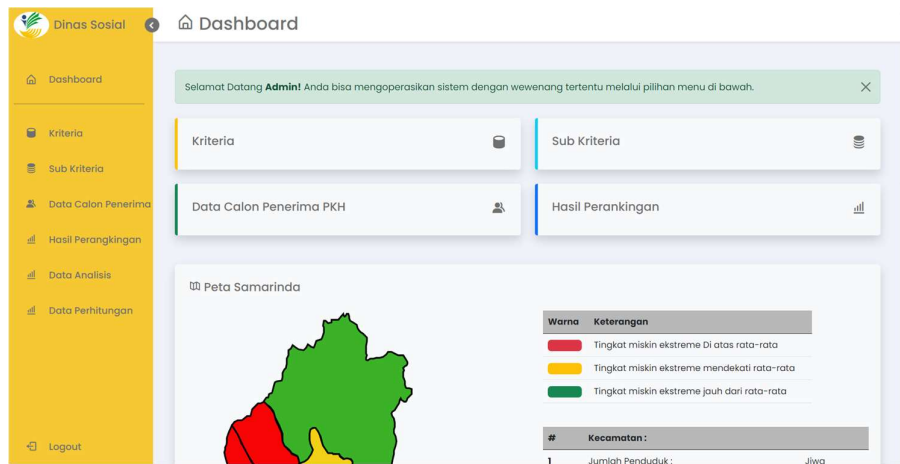 Dinas Sosial
Dashboard
Dashboard
Kriteria
Sub Kriteria
Data Calon Penerima
Hasil Perangkingan
Data Analisis
Data Perhitungan
Logout
Selamat Datang Admin! Anda bisa mengoperasikan sistem dengan wewenang tertentu melalui pilihan menu di bawah.
Kriteria
Sub Kriteria
Data Calon Penerima PKH
Hasil Perankingan
Peta Samarinda
Warna Keterangan
Tingkat miskin ekstreme Di atas rata-rata
Tingkat miskin ekstreme mendekati rata-rata
Tingkat miskin ekstreme jauh dari rata-rata
# Kecamatan :
1 Jumlah Penduduk : Jiwa